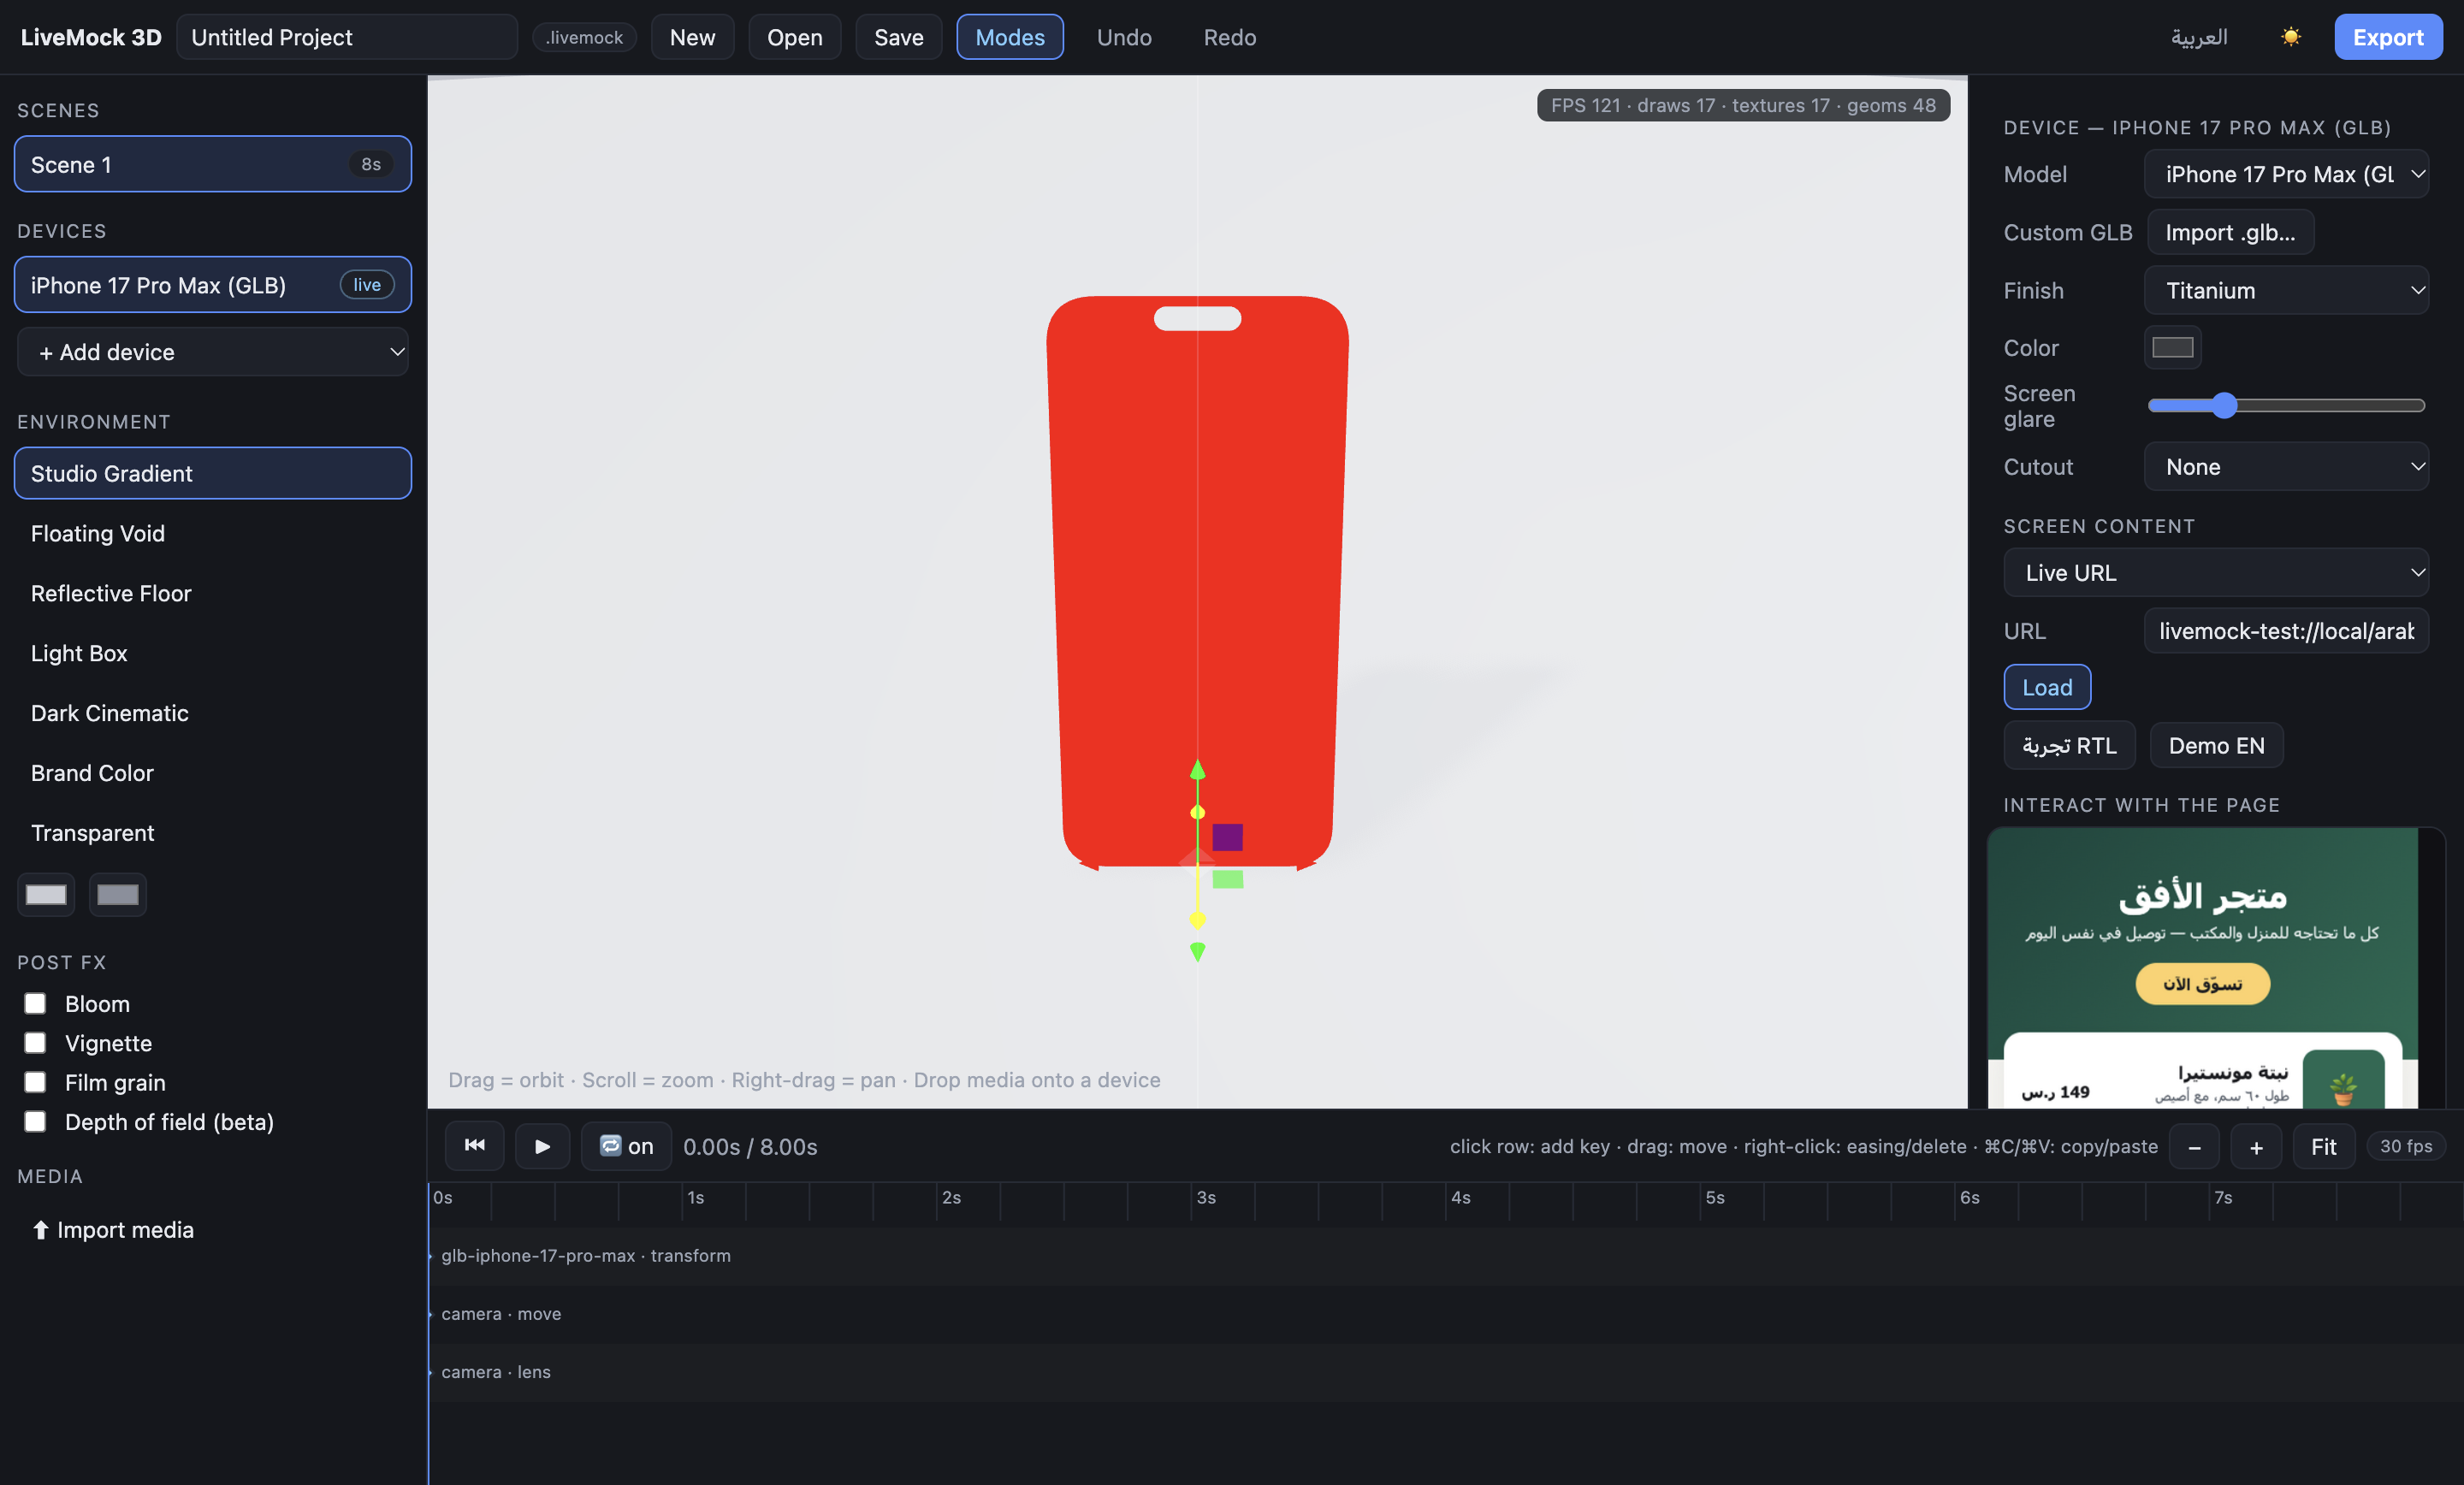 LiveMock 3D
Untitled Project
.livemock
New
Open
Save
Modes
Undo
Redo
العربية
Export
SCENES
Scene 1
8s
DEVICES
iPhone 17 Pro Max (GLB)
live
+ Add device
ENVIRONMENT
Studio Gradient
Floating Void
Reflective Floor
Light Box
Dark Cinematic
Brand Color
Transparent
POST FX
Bloom
Vignette
Film grain
Depth of field (beta)
MEDIA
Import media
FPS 121 · draws 17 · textures 17 · geoms 48
Drag = orbit · Scroll = zoom · Right-drag = pan · Drop media onto a device
DEVICE — IPHONE 17 PRO MAX (GLB)
Model
iPhone 17 Pro Max (GL
Custom GLB
Import .glb...
Finish
Titanium
Color
Screen
glare
Cutout
None
SCREEN CONTENT
Live URL
URL
livemock-test://local/arab
Load
تجربة RTL
Demo EN
INTERACT WITH THE PAGE
متجر الأفق
كل ما تحتاجه للمنزل والمكتب — توصيل في نفس اليوم
تسوّق الآن
نبتة مونستيرا
طول ٦٠ سم، مع أصيص
149 ر.س
on
0.00s / 8.00s
click row: add key · drag: move · right-click: easing/delete · ⌘C/⌘V: copy/paste
–
+
Fit
30 fps
0s
1s
2s
3s
4s
5s
6s
7s
glb-iphone-17-pro-max · transform
camera · move
camera · lens